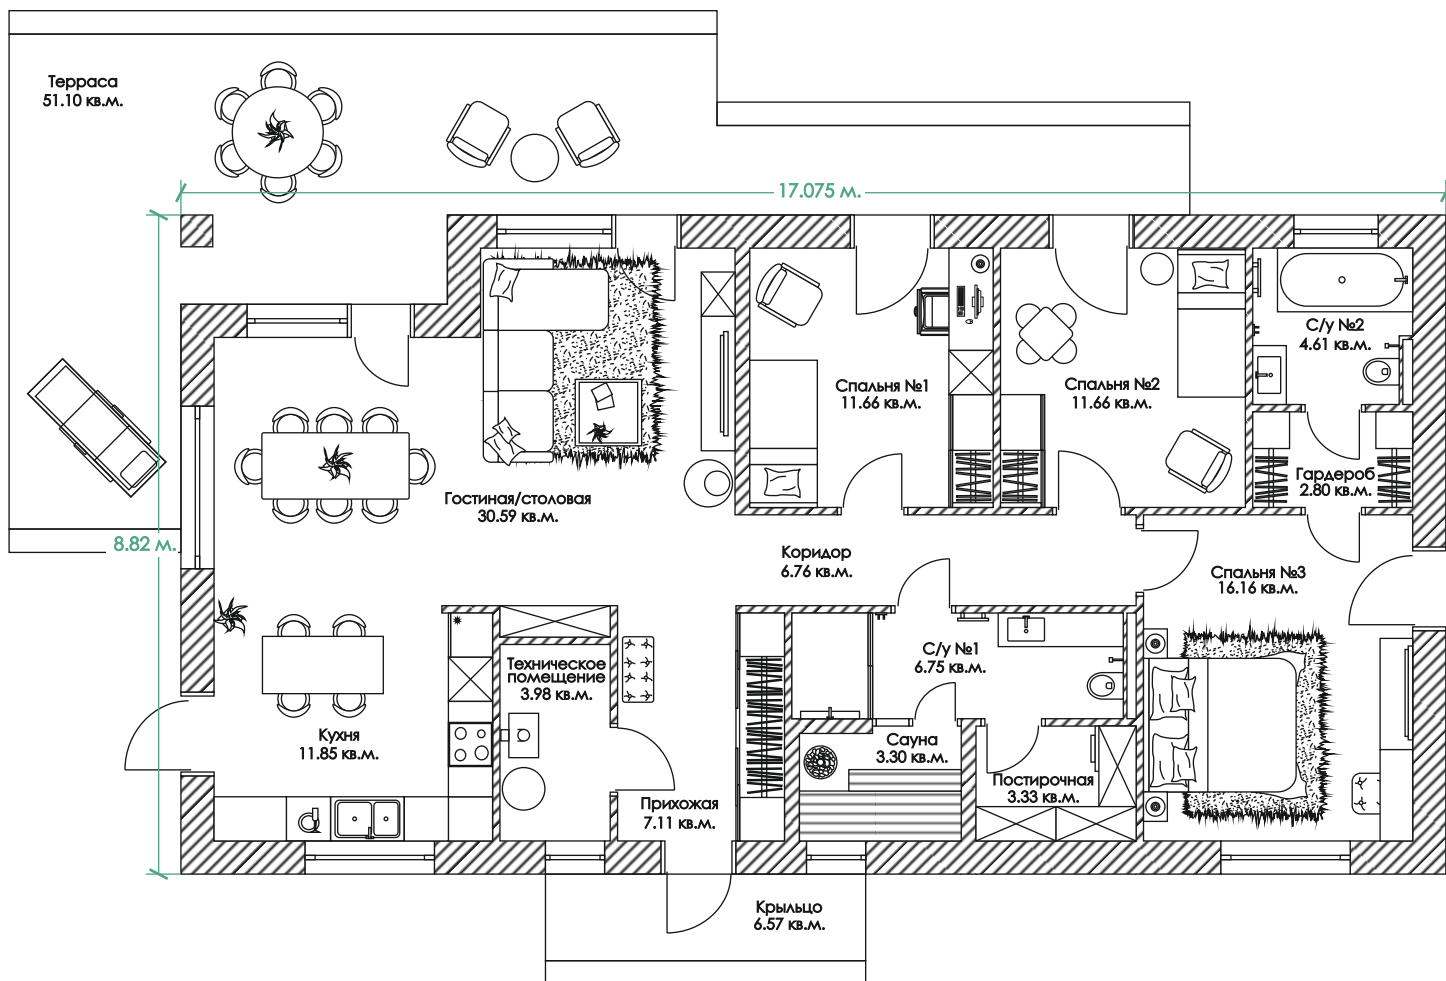 Терраса
51.10 кв.м.
17.075 м.
С/у №2
4.61 кв.м.
Спальня №1
11.66 кв.м.
Спальня №2
11.66 кв.м.
Гардероб
2.80 кв.м.
Гостиная/столовая
30.59 кв.м.
8.82 м.
Коридор
6.76 кв.м.
Спальня №3
16.16 кв.м.
С/у №1
6.75 кв.м.
Техническое
помещение
3.98 кв.м.
Кухня
11.85 кв.м.
Сауна
3.30 кв.м.
Постирочная
3.33 кв.м.
Прихожая
7.11 кв.м.
Крыльцо
6.57 кв.м.